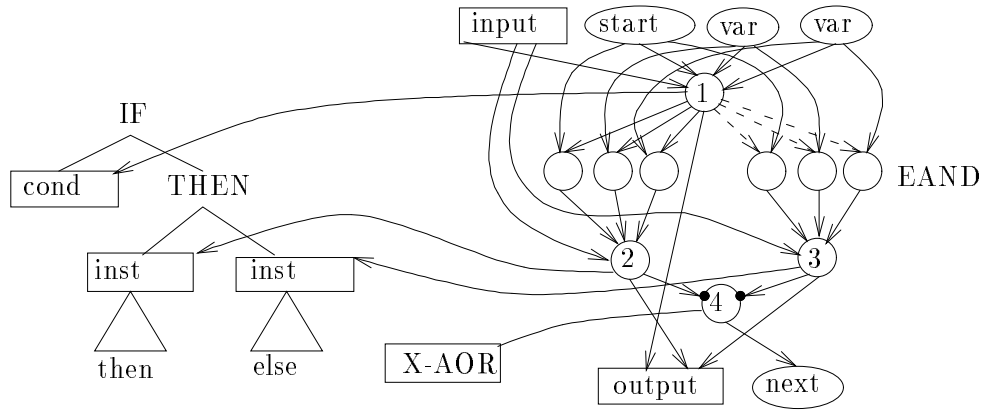 input start var var
1
IF
cond THEN
EAND
inst inst
2 3
4
then else
X-AOR
output next